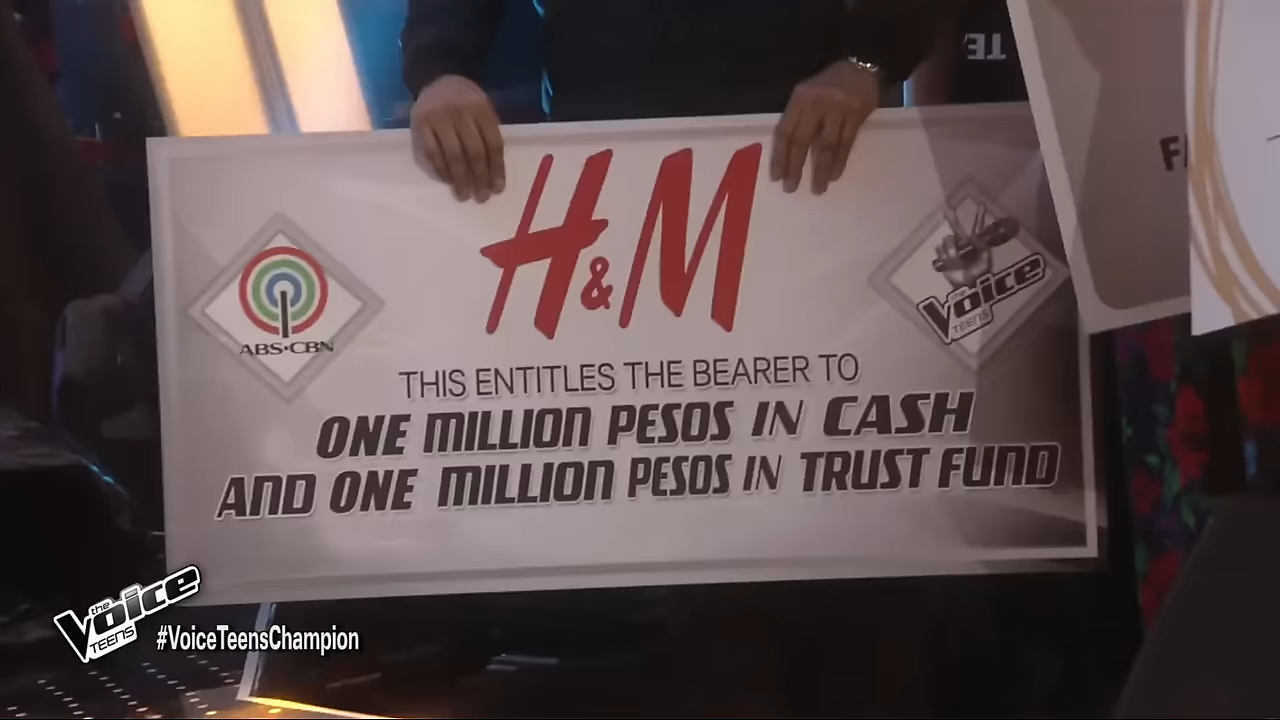 H&M
ABS-CBN
the Voice TEENS
THIS ENTITLES THE BEARER TO
ONE MILLION PESOS IN CASH
AND ONE MILLION PESOS IN TRUST FUND
the Voice TEENS
#VoiceTeensChampion